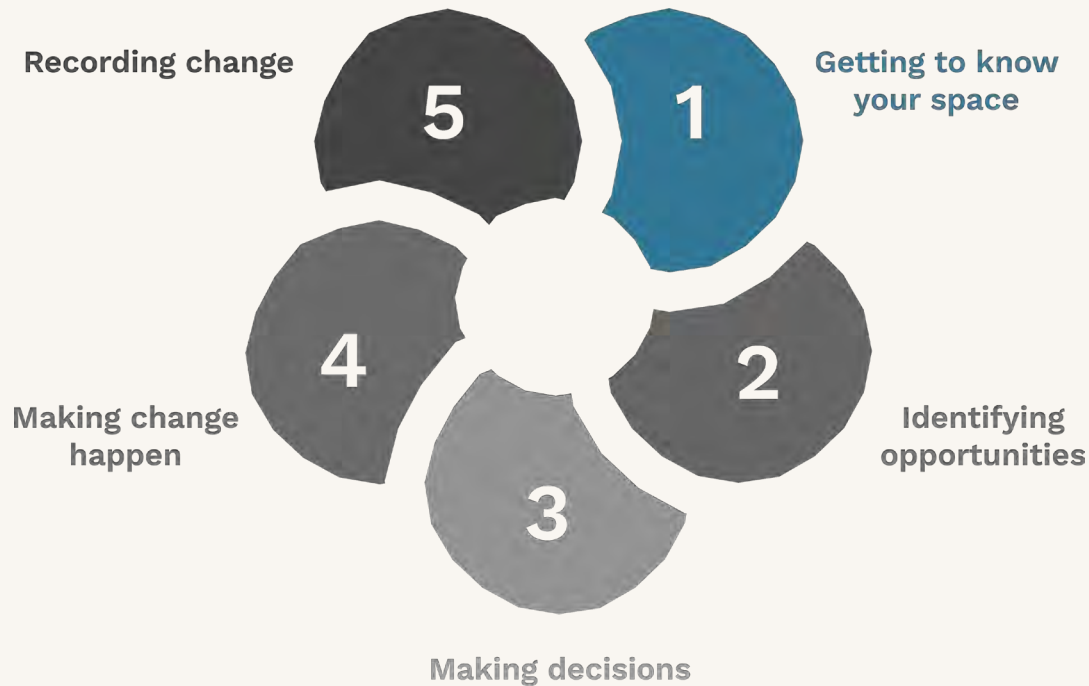 1
Getting to know
your space
2
Identifying
opportunities
3
Making decisions
4
Making change
happen
5
Recording change